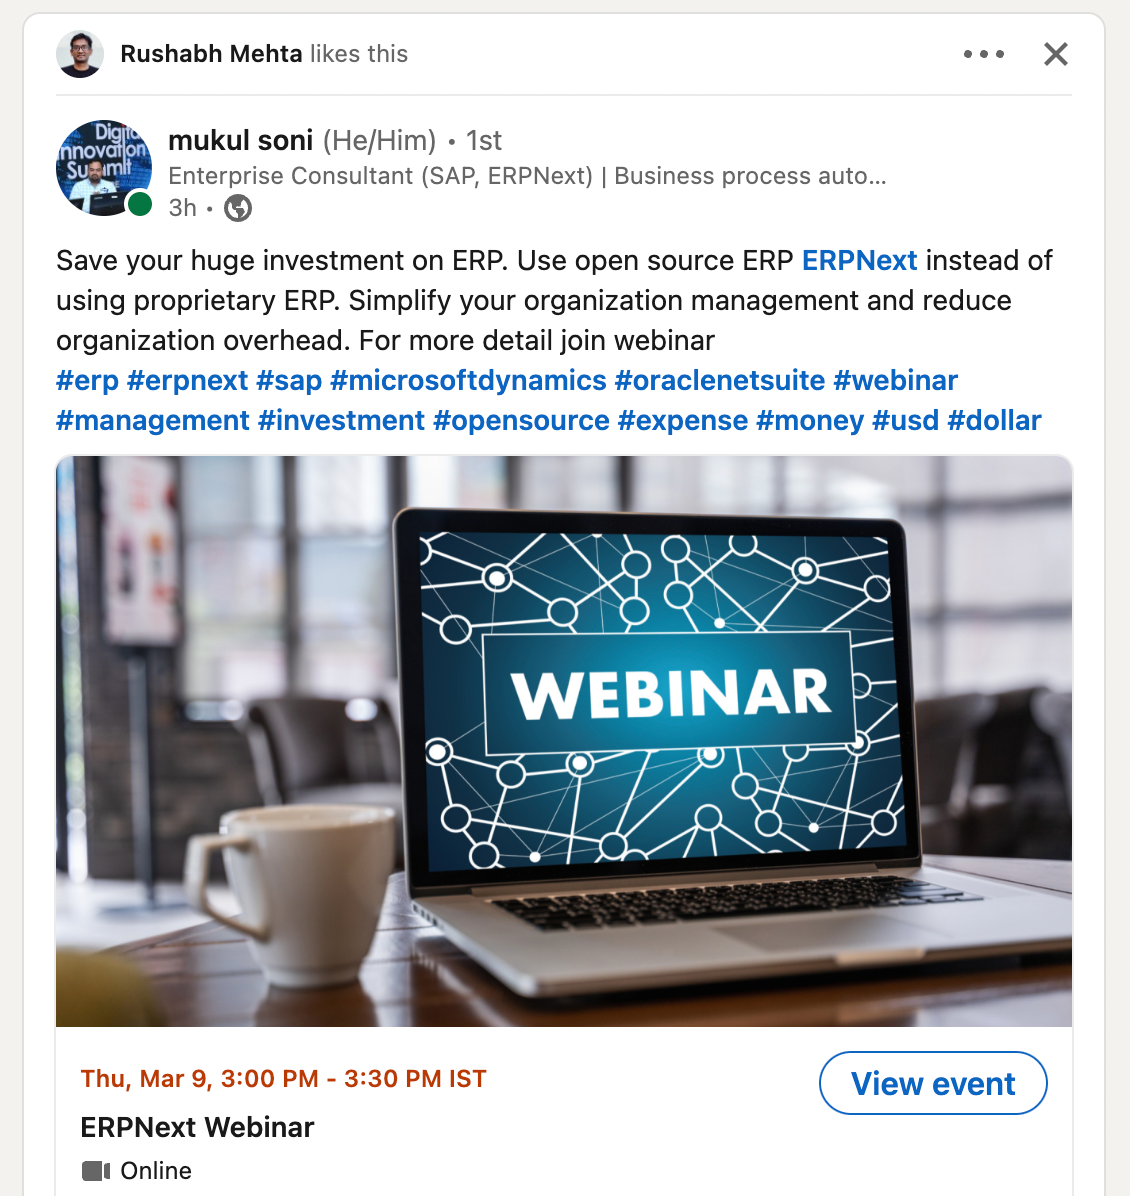 Rushabh Mehta likes this
mukul soni (He/Him) • 1st
Digita
nnovation
Summit
Enterprise Consultant (SAP, ERPNext) | Business process auto...
3h •
Save your huge investment on ERP. Use open source ERP ERPNext instead of
using proprietary ERP. Simplify your organization management and reduce
organization overhead. For more detail join webinar
#erp #erpnext #sap #microsoftdynamics #oraclenetsuite #webinar
#management #investment #opensource #expense #money #usd #dollar
WEBINAR
Thu, Mar 9, 3:00 PM - 3:30 PM IST
View event
ERPNext Webinar
Online